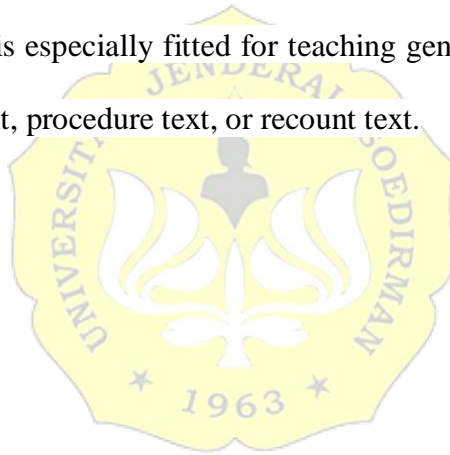 is especially fitted for teaching gen
t, procedure text, or recount text.
UNIVERSITAS JENDERAL SOEDIRMAN
* 1963 *